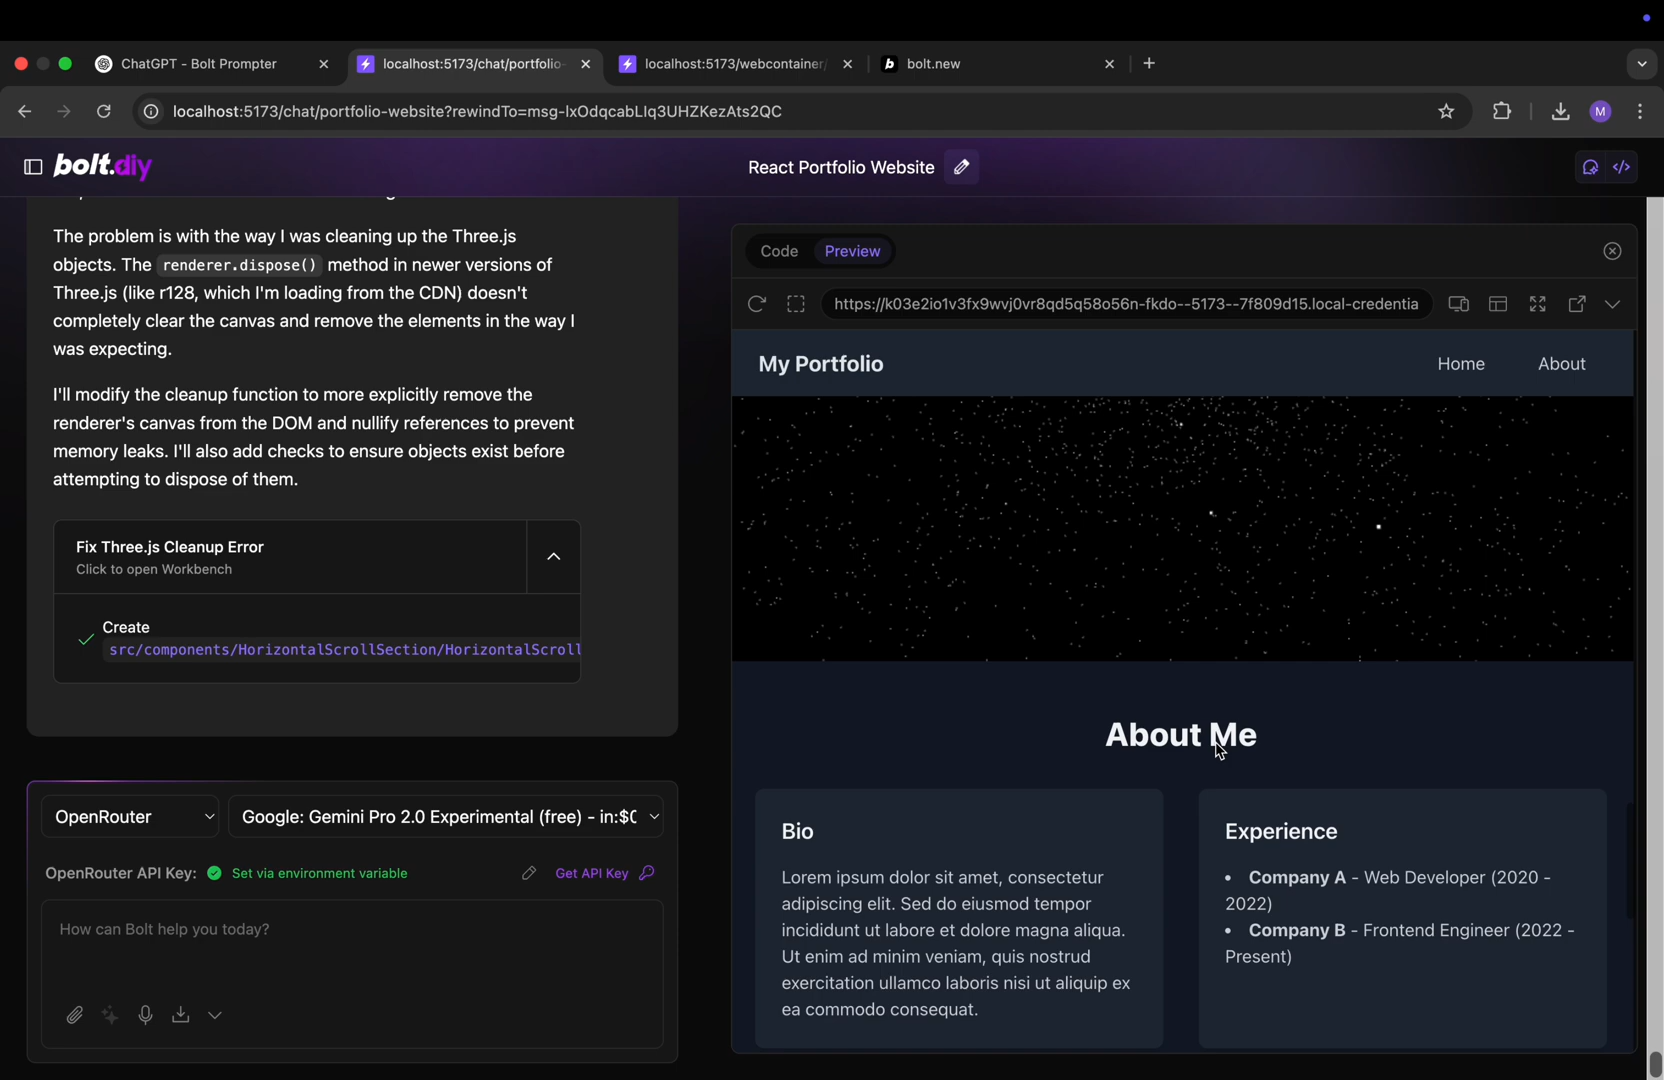 ChatGPT - Bolt Prompter
localhost:5173/chat/portfolio-
localhost:5173/webcontainer/
b bolt.new
localhost:5173/chat/portfolio-website?rewindTo=msg-lxOdqcabLIq3UHZKezAts2QC
M
bolt.diy
React Portfolio Website
The problem is with the way I was cleaning up the Three.js
objects. The renderer.dispose() method in newer versions of
Three.js (like r128, which I'm loading from the CDN) doesn't
completely clear the canvas and remove the elements in the way I
was expecting.
I'll modify the cleanup function to more explicitly remove the
renderer's canvas from the DOM and nullify references to prevent
memory leaks. I'll also add checks to ensure objects exist before
attempting to dispose of them.
Fix Three.js Cleanup Error
Click to open Workbench
Create
src/components/HorizontalScrollSection/HorizontalScroll
OpenRouter
Google: Gemini Pro 2.0 Experimental (free) - in:$0
OpenRouter API Key: Set via environment variable
Get API Key
How can Bolt help you today?
Code Preview
https://k03e2io1v3fx9wvj0vr8qd5q58o56n-fkdo--5173--7f809d15.local-credentia
My Portfolio
Home About
About Me
Bio
Lorem ipsum dolor sit amet, consectetur
adipiscing elit. Sed do eiusmod tempor
incididunt ut labore et dolore magna aliqua.
Ut enim ad minim veniam, quis nostrud
exercitation ullamco laboris nisi ut aliquip ex
ea commodo consequat.
Experience
• Company A - Web Developer (2020 -
2022)
• Company B - Frontend Engineer (2022 -
Present)